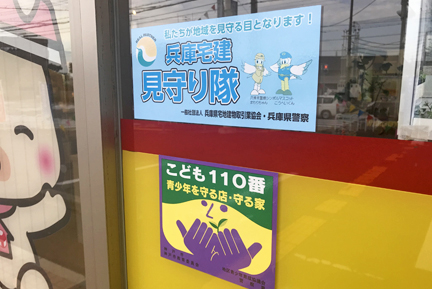 私たちが地域を見守る目となります！
兵庫宅建
見守り隊
一般社団法人 兵庫県宅地建物取引業協会・兵庫県警察
こども110番
青少年を守る店・守る家